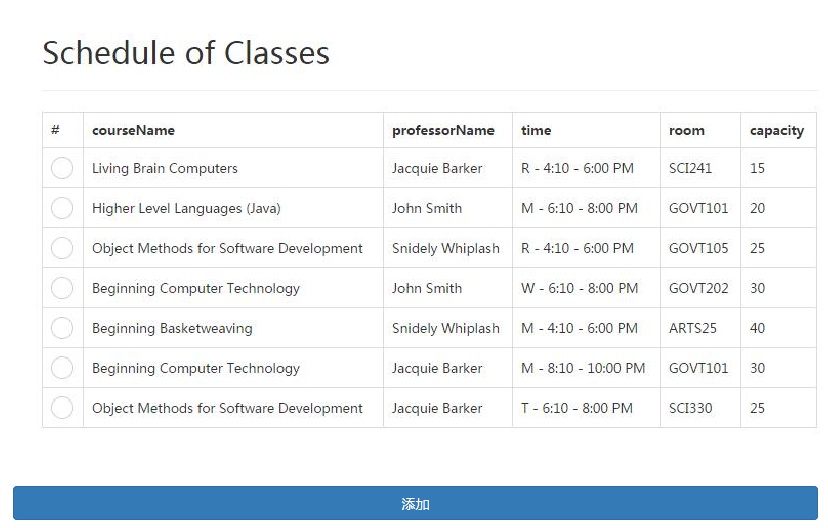 Schedule of Classes
# courseName professorName time room capacity
Living Brain Computers Jacquie Barker R - 4:10 - 6:00 PM SCI241 15
Higher Level Languages (Java) John Smith M - 6:10 - 8:00 PM GOVT101 20
Object Methods for Software Development Snidely Whiplash R - 4:10 - 6:00 PM GOVT105 25
Beginning Computer Technology John Smith W - 6:10 - 8:00 PM GOVT202 30
Beginning Basketweaving Snidely Whiplash M - 4:10 - 6:00 PM ARTS25 40
Beginning Computer Technology Jacquie Barker M - 8:10 - 10:00 PM GOVT101 30
Object Methods for Software Development Jacquie Barker T - 6:10 - 8:00 PM SCI330 25
添加